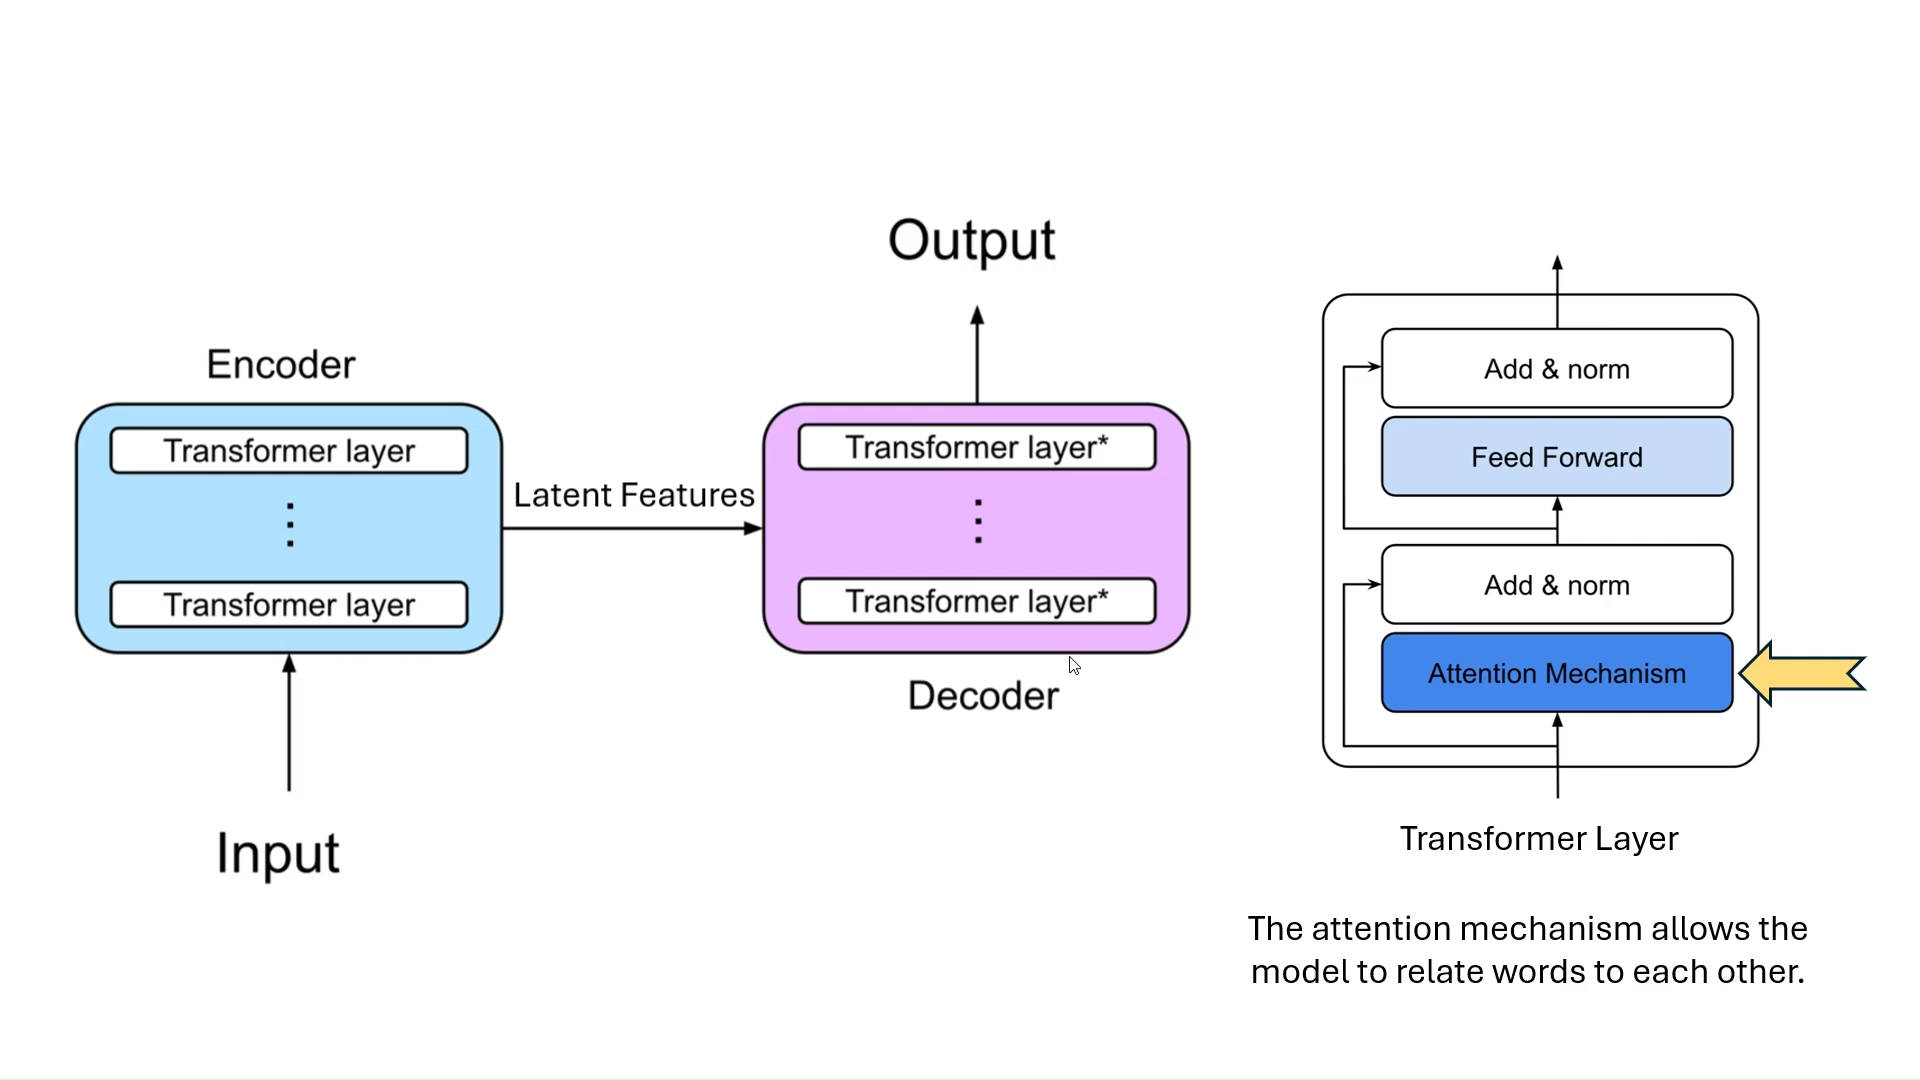 Encoder
Transformer layer
Transformer layer
Input
Latent Features
Output
Transformer layer*
Transformer layer*
Decoder
Add & norm
Feed Forward
Add & norm
Attention Mechanism
Transformer Layer
The attention mechanism allows the
model to relate words to each other.